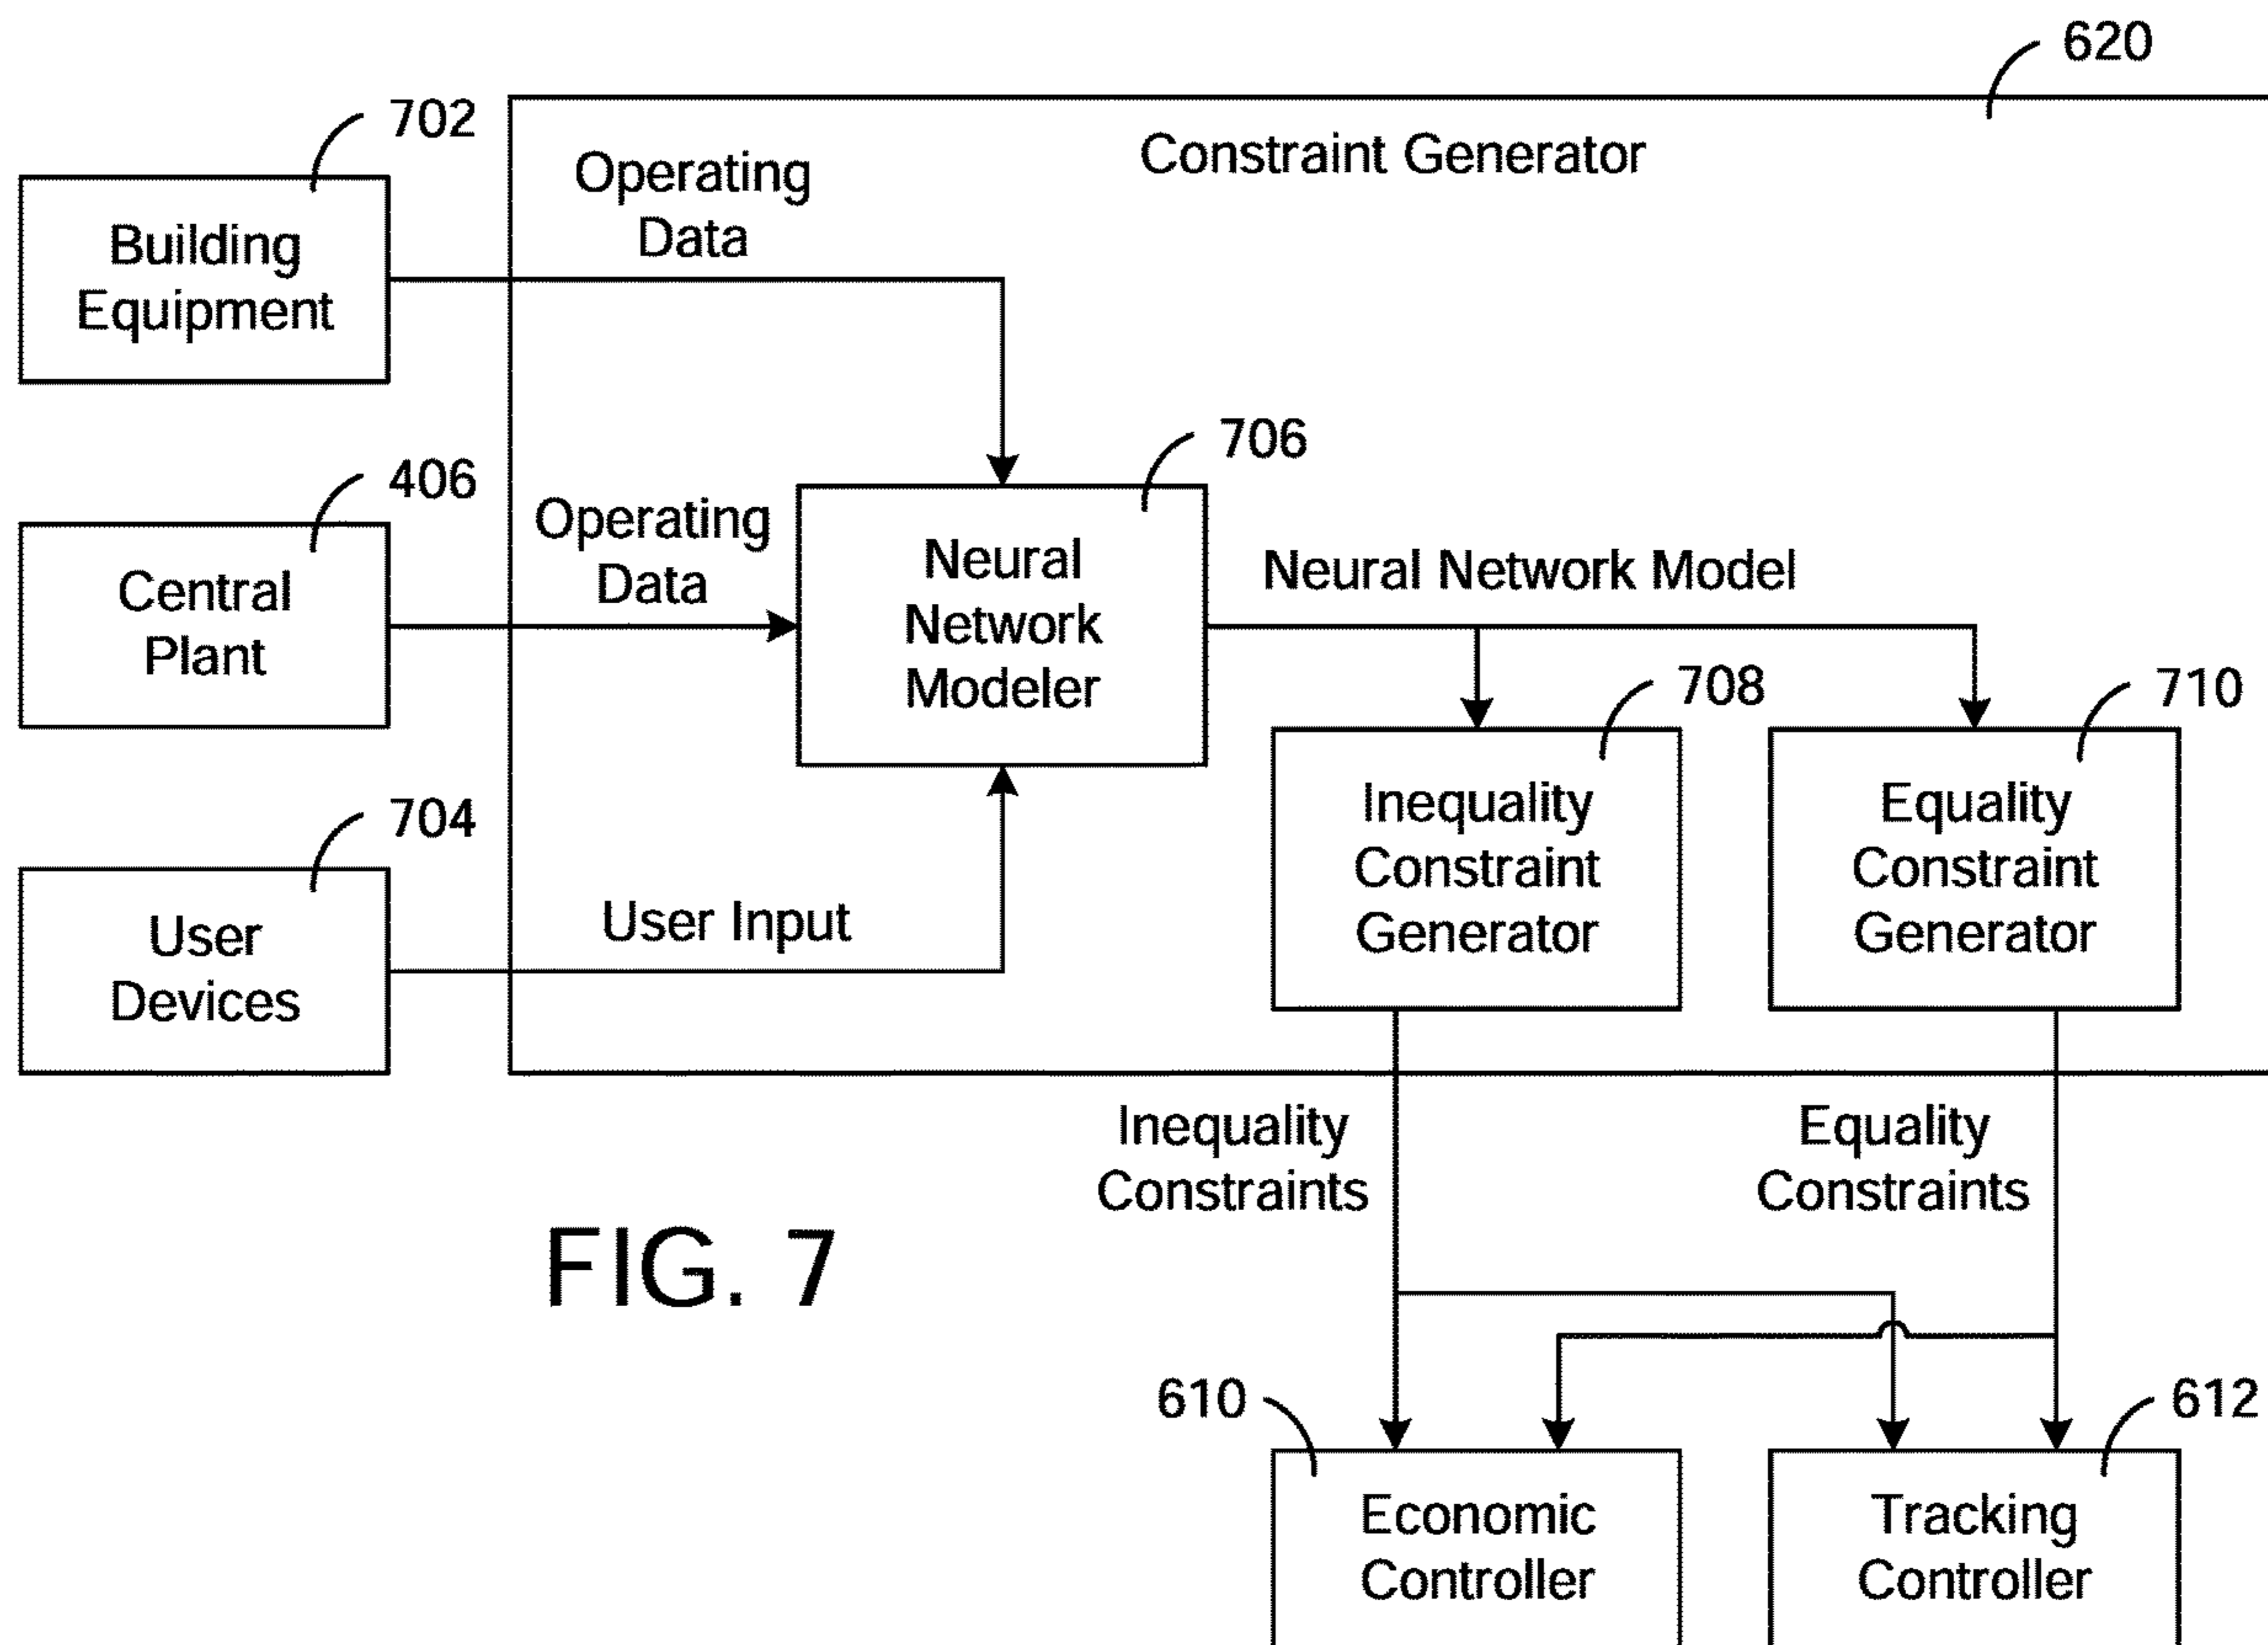 620
702
Constraint Generator
Operating
Data
Building
Equipment
406
706
Operating
Data
Central
Plant
Neural
Network
Modeler
Neural Network Model
708
710
704
Inequality
Constraint
Generator
Equality
Constraint
Generator
User Input
User
Devices
Inequality
Constraints
Equality
Constraints
FIG. 7
610
612
Economic
Controller
Tracking
Controller